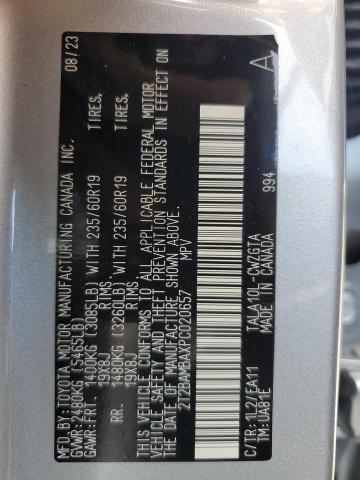 MFD.BY:TOYOTA MOTOR MANUFACTURING CANADA INC. 08/23
GVWR:2480KG(5465LB)
GAWR:FRT. 1400KG(3085LB)WITH 235/60R19 TIRES,
19X8J RIMS.
RR. 1480KG(3260LB)WITH 235/60R19 TIRES,
19X8J RIMS.
THIS VEHICLE CONFORMS TO ALL APPLICABLE FEDERAL MOTOR
VEHICLE SAFETY AND THEFT PREVENTION STANDARDS IN EFFECT ON
THE DATE OF MANUFACTURE SHOWN ABOVE.
2T2BAMBAXPC020657 MPV
C/TR:1L2/EA11 TALA10L-CWZGTA A
TM:UA81E MADE IN CANADA 994